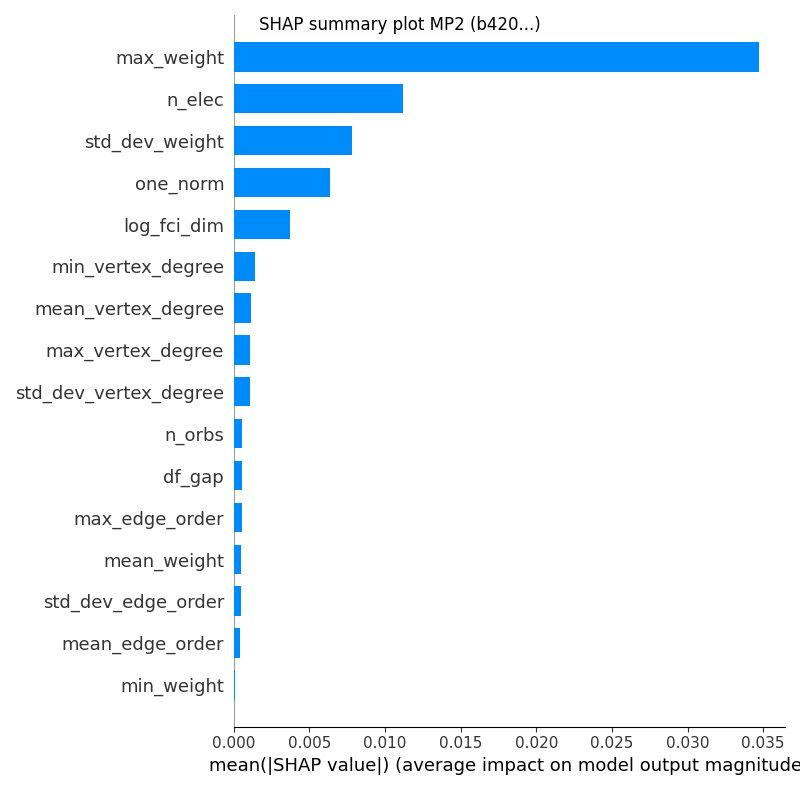 SHAP summary plot MP2 (b420...)
max_weight
n_elec
std_dev_weight
one_norm
log_fci_dim
min_vertex_degree
mean_vertex_degree
max_vertex_degree
std_dev_vertex_degree
n_orbs
df_gap
max_edge_order
mean_weight
std_dev_edge_order
mean_edge_order
min_weight
0.000 0.005 0.010 0.015 0.020 0.025 0.030 0.035
mean(|SHAP value|) (average impact on model output magnitude